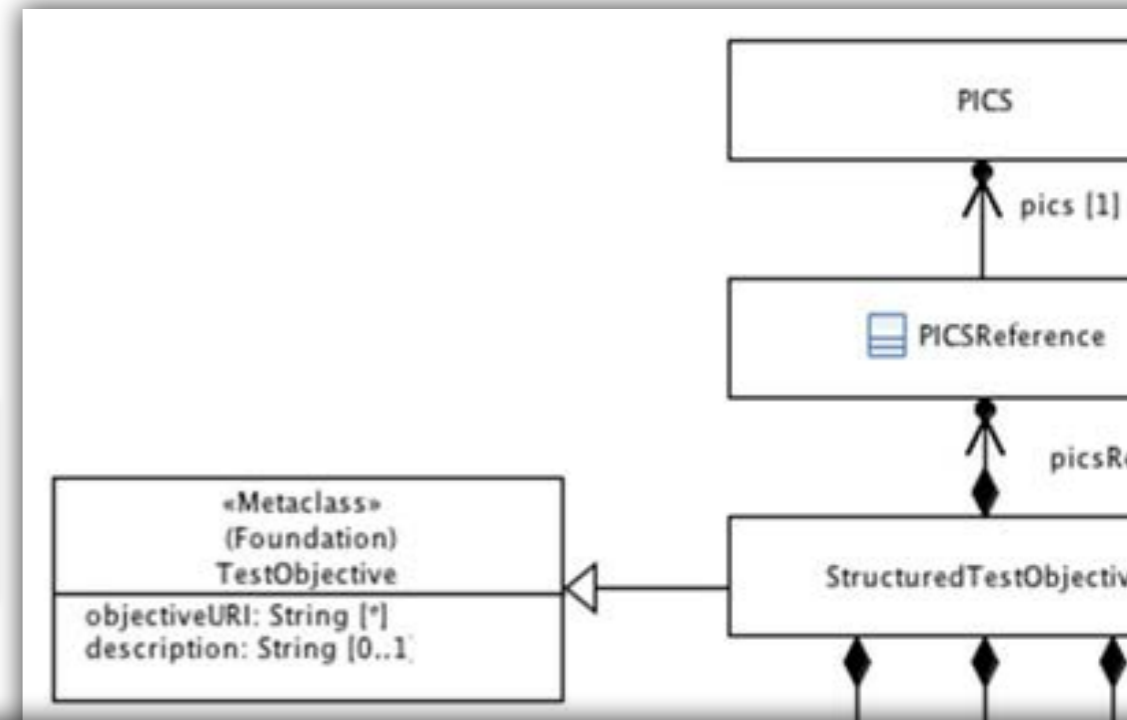 PICS
pics [1]
PICSReference
«Metaclass»
(Foundation)
TestObjective
objectiveURI: String [*]
description: String [0..1